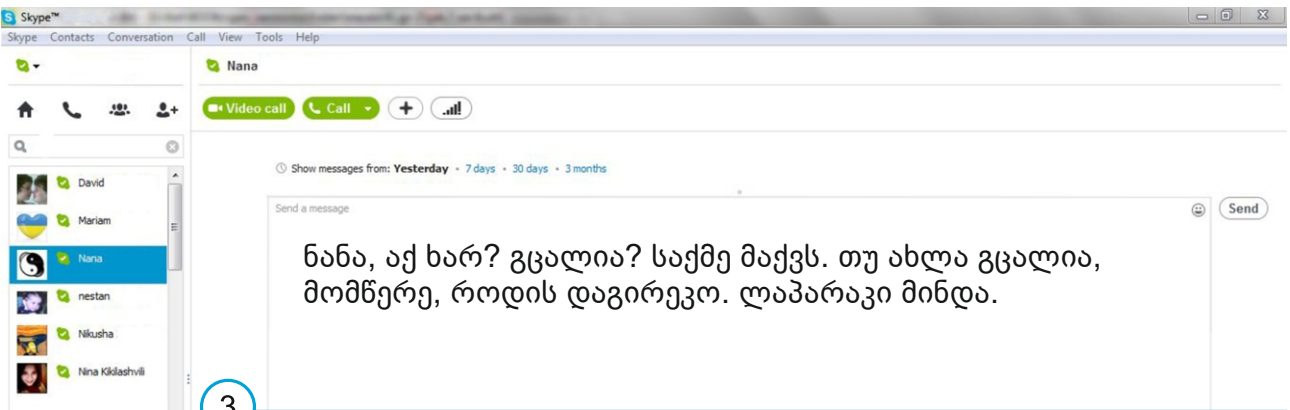 Skype™
Skype Contacts Conversation Call View Tools Help
Nana
Video call Call
Show messages from: Yesterday • 7 days • 30 days • 3 months
David
Mariam
Nana
nestan
Nikusha
Nina Kiklashvili
Send a message
Send
ნანა, აქ ხარ? გცალია? საქმე მაქვს. თუ ახლა გცალია,
მომწერე, როდის დაგირეკო. ლაპარაკი მინდა.
3